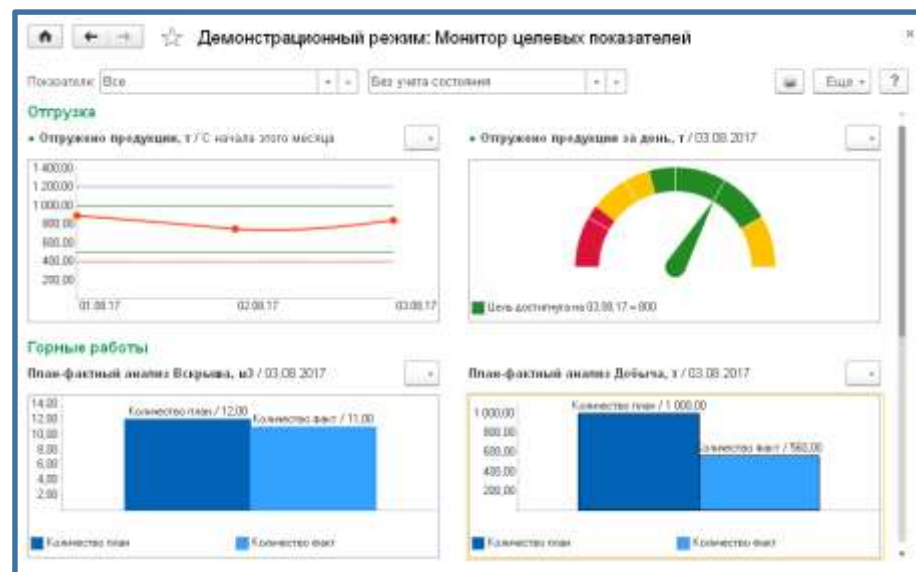 Демонстрационный режим: Монитор целевых показателей
Показатели: Все Без учета состояния Еще ?
Отгрузка
Отгружено продукции, т / С начала этого месяца
Отгружено продукции за день, т / 03.08.2017
1 400,00
1 200,00
1 000,00
800,00
600,00
400,00
200,00
01.08.17 02.08.17 03.08.17
Цель достигнута на 03.08.17 = 800
Горные работы
План-фактный анализ Вскрыша, м3 / 03.08.2017
План-фактный анализ Добыча, т / 03.08.2017
14,00
12,00
10,00
8,00
6,00
4,00
2,00
Количество план / 12,00
Количество факт / 11,00
Количество план Количество факт
1 000,00
800,00
600,00
400,00
200,00
Количество план / 1 000,00
Количество факт / 560,00
Количество план Количество факт